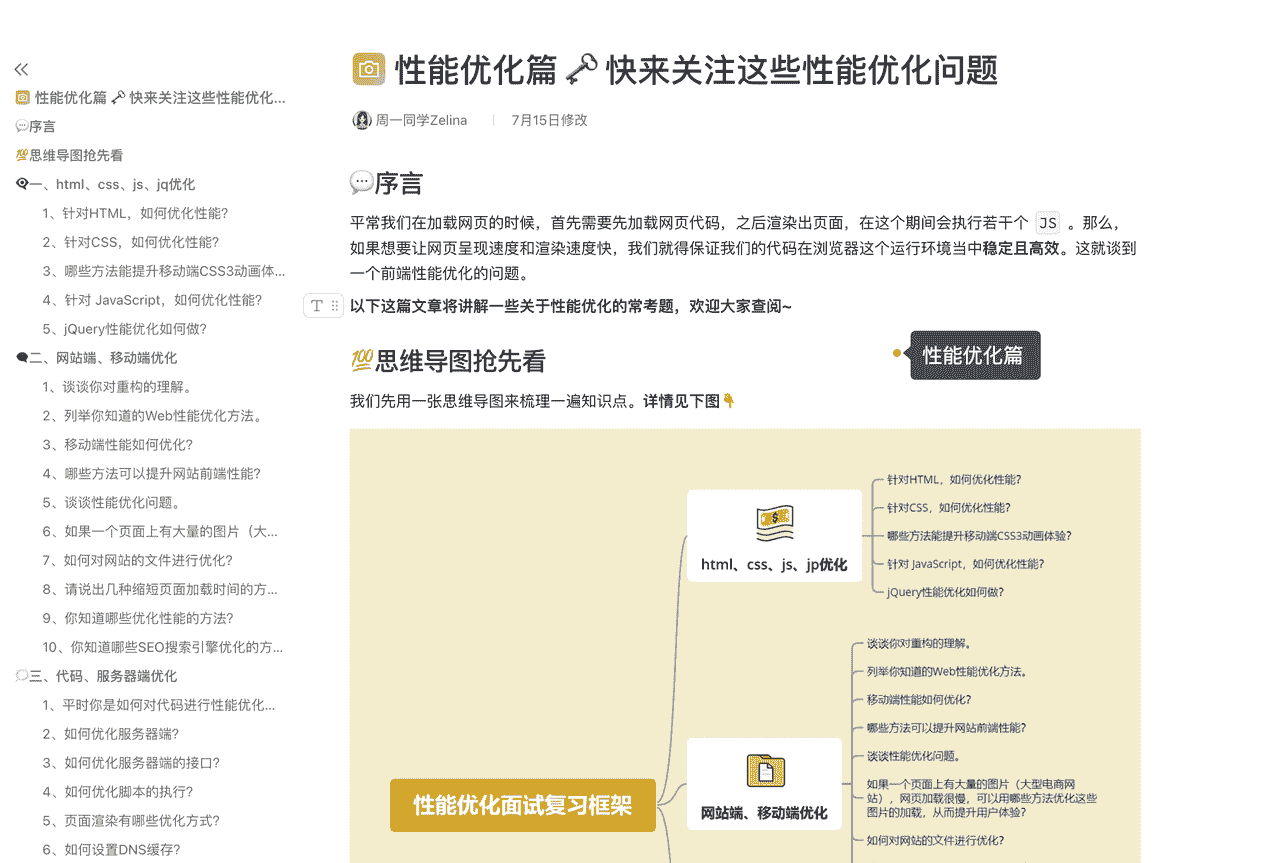 性能优化篇 快来关注这些性能优化...
序言
💯思维导图抢先看
一、html、css、js、jq优化
1、针对HTML，如何优化性能?
2、针对CSS，如何优化性能?
3、哪些方法能提升移动端CSS3动画体...
4、针对 JavaScript，如何优化性能?
5、jQuery性能优化如何做?
二、网站端、移动端优化
1、谈谈你对重构的理解。
2、列举你知道的Web性能优化方法。
3、移动端性能如何优化?
4、哪些方法可以提升网站前端性能?
5、谈谈性能优化问题。
6、如果一个页面上有大量的图片（大...
7、如何对网站的文件进行优化?
8、请说出几种缩短页面加载时间的方...
9、你知道哪些优化性能的方法?
10、你知道哪些SEO搜索引擎优化的方...
三、代码、服务器端优化
1、平时你是如何对代码进行性能优化...
2、如何优化服务器端?
3、如何优化服务器端的接口?
4、如何优化脚本的执行?
5、页面渲染有哪些优化方式?
6、如何设置DNS缓存?
性能优化篇 快来关注这些性能优化问题
周一同学Zelina 7月15日修改
序言
平常我们在加载网页的时候，首先需要先加载网页代码，之后渲染出页面，在这个期间会执行若干个 JS 。那么，
如果想要让网页呈现速度和渲染速度快，我们就得保证我们的代码在浏览器这个运行环境当中稳定且高效。这就谈到
一个前端性能优化的问题。
T 以下这篇文章将讲解一些关于性能优化的常考题，欢迎大家查阅~
💯思维导图抢先看
性能优化篇
我们先用一张思维导图来梳理一遍知识点。详情见下图
html、css、js、jp优化
针对HTML，如何优化性能?
针对CSS，如何优化性能?
哪些方法能提升移动端CSS3动画体验?
针对 JavaScript，如何优化性能?
jQuery性能优化如何做?
性能优化面试复习框架
网站端、移动端优化
谈谈你对重构的理解。
列举你知道的Web性能优化方法。
移动端性能如何优化?
哪些方法可以提升网站前端性能?
谈谈性能优化问题。
如果一个页面上有大量的图片（大型电商网
站），网页加载很慢，可以用哪些方法优化这些
图片的加载，从而提升用户体验?
如何对网站的文件进行优化?